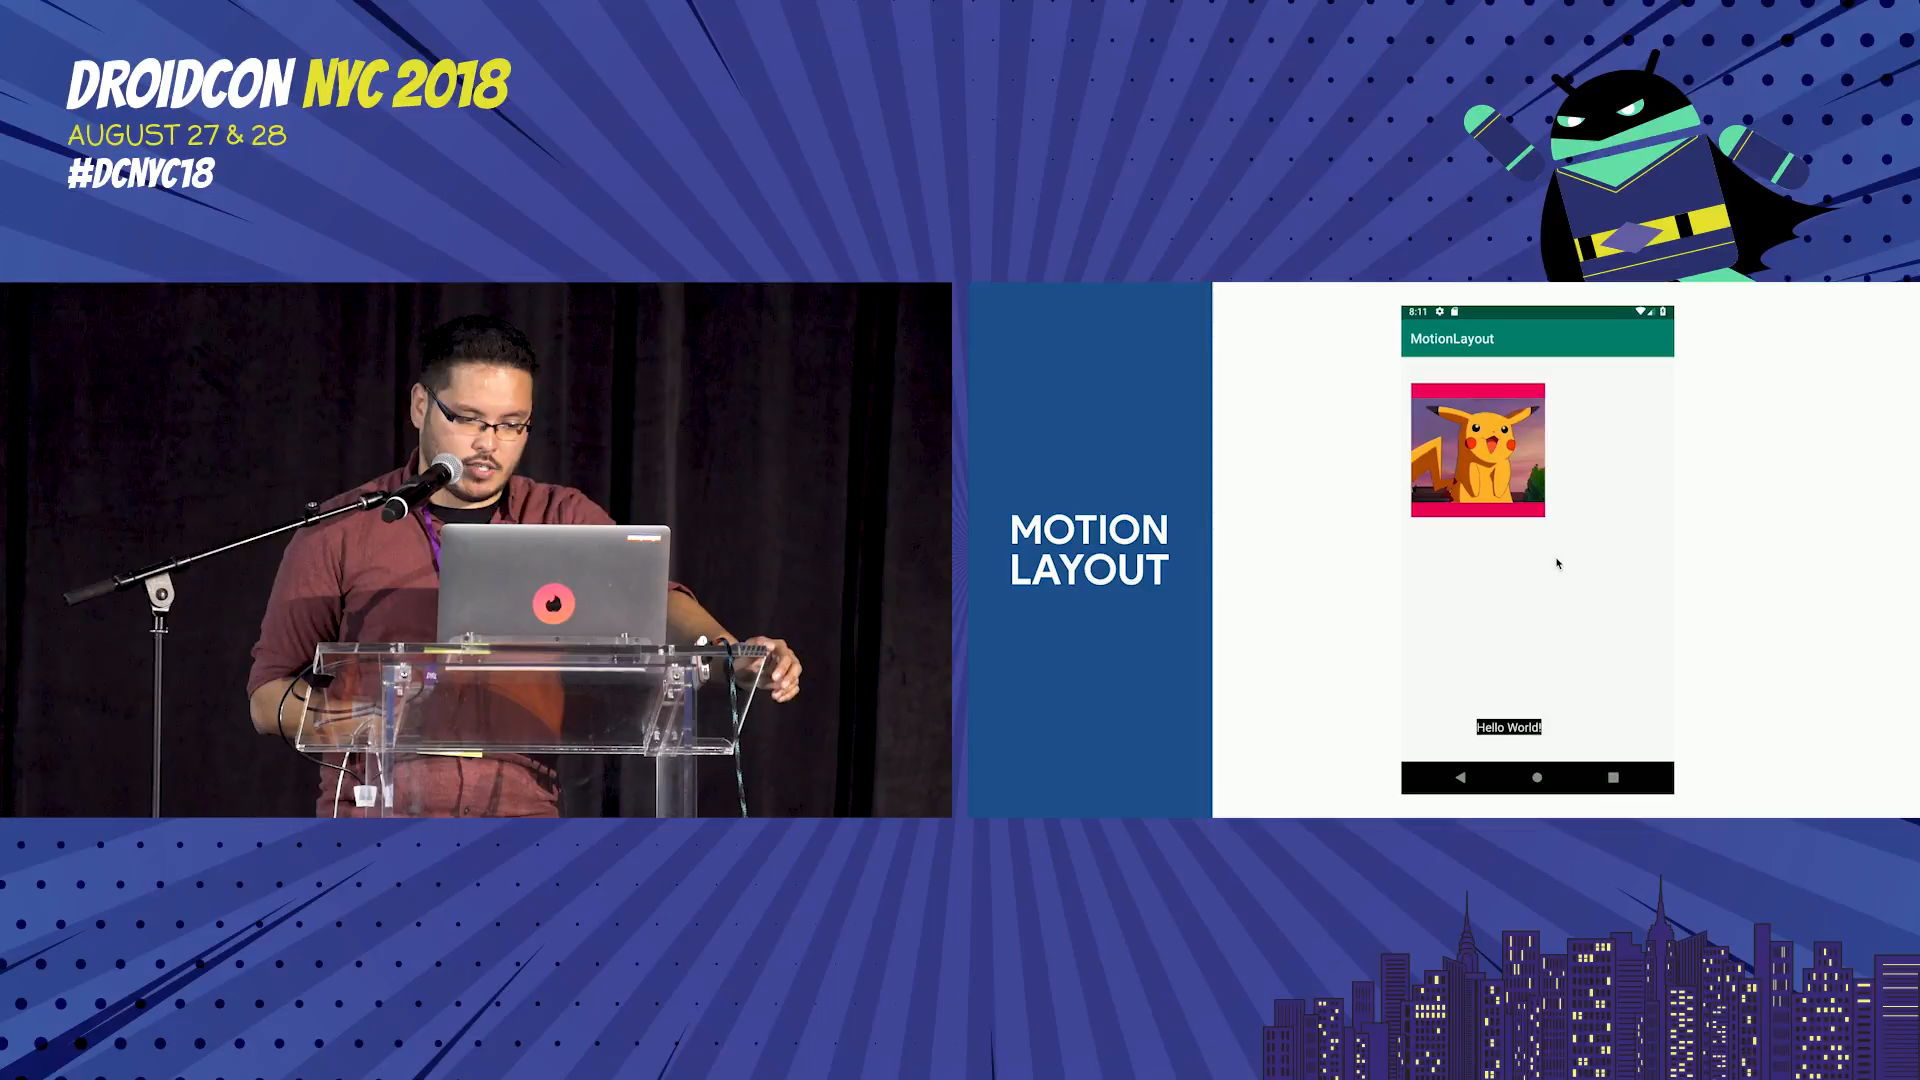 DROIDCON NYC 2018
AUGUST 27 & 28
#DCNYC18
MOTION
LAYOUT
8:11
MotionLayout
Hello World!